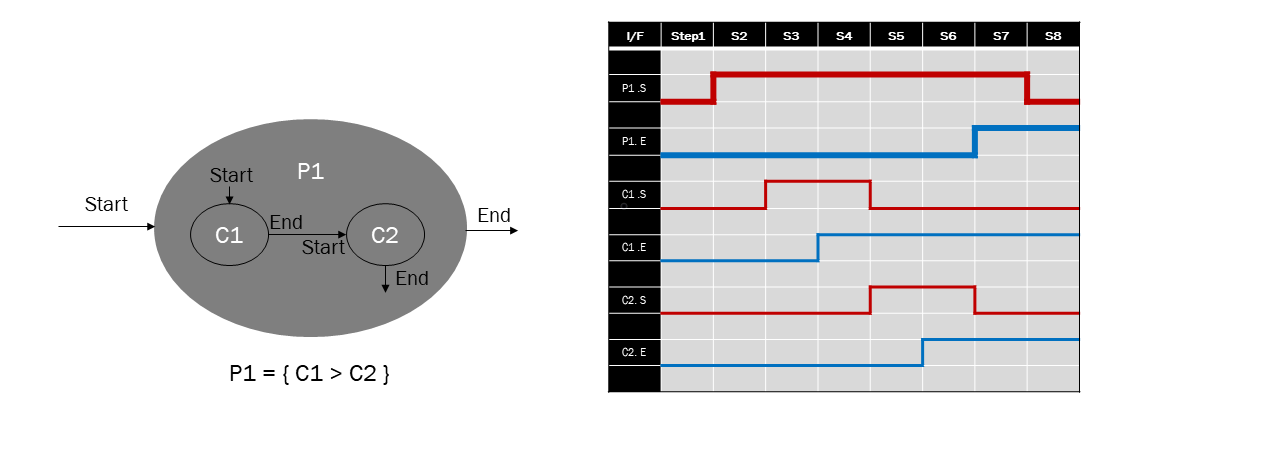 P1
Start
Start
C1
End
Start
C2
End
End
P1 = { C1 > C2 }
I/F Step1 S2 S3 S4 S5 S6 S7 S8
P1.S
P1. E
C1.S
C1.E
C2. S
C2. E